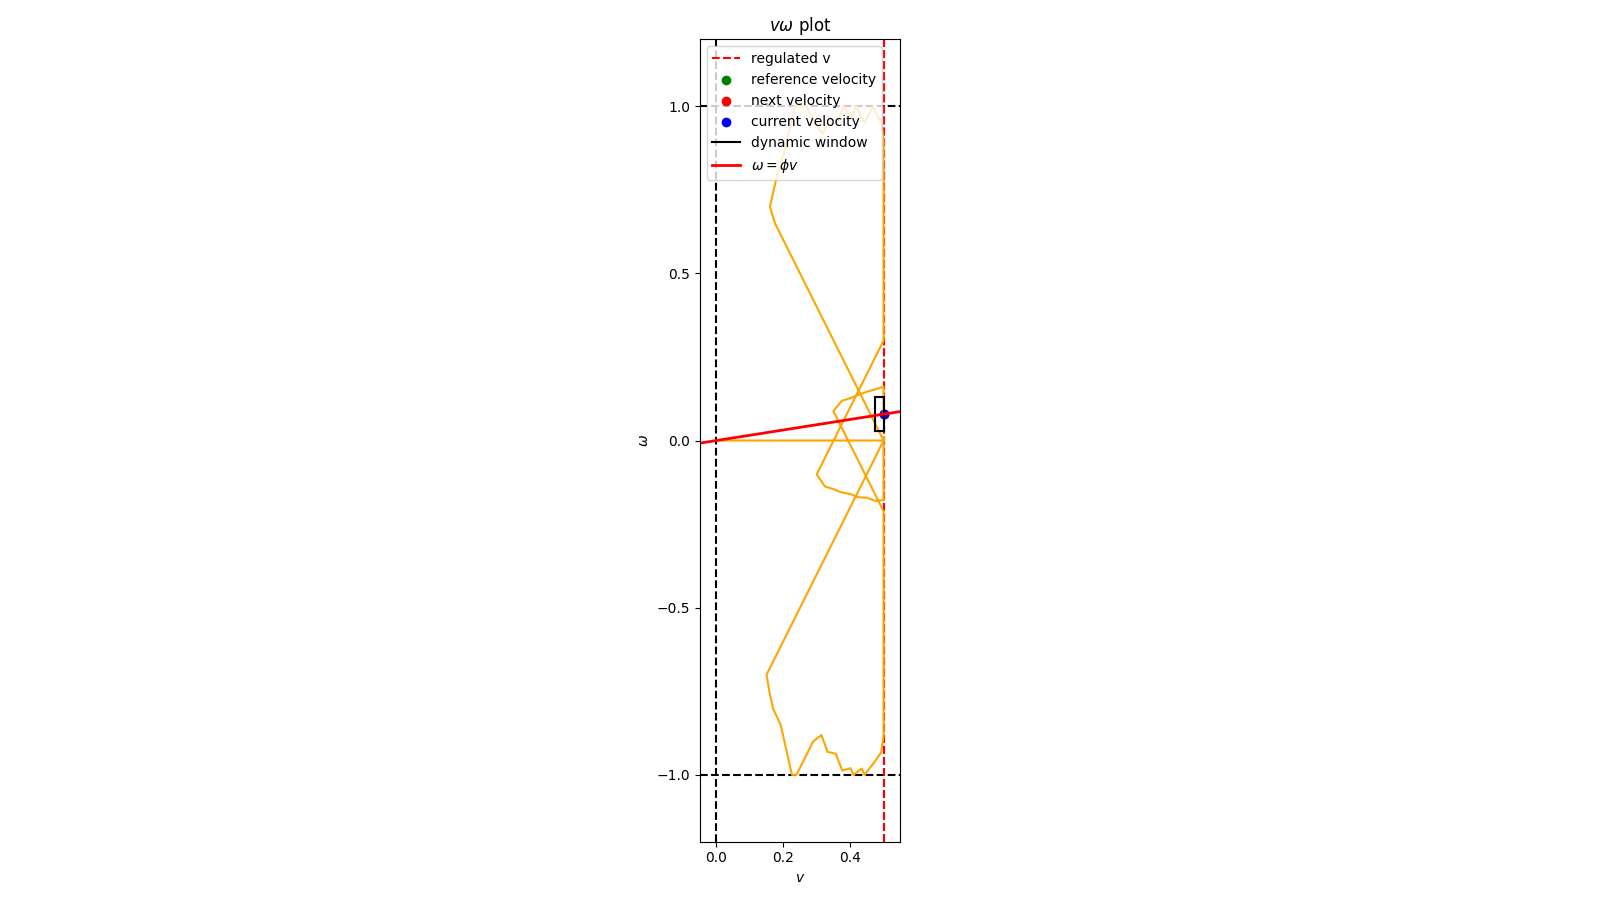 vω plot
regulated v
reference velocity
next velocity
current velocity
dynamic window
ω = ϕv
1.0
0.5
0.0
−0.5
−1.0
ω
0.0 0.2 0.4
v